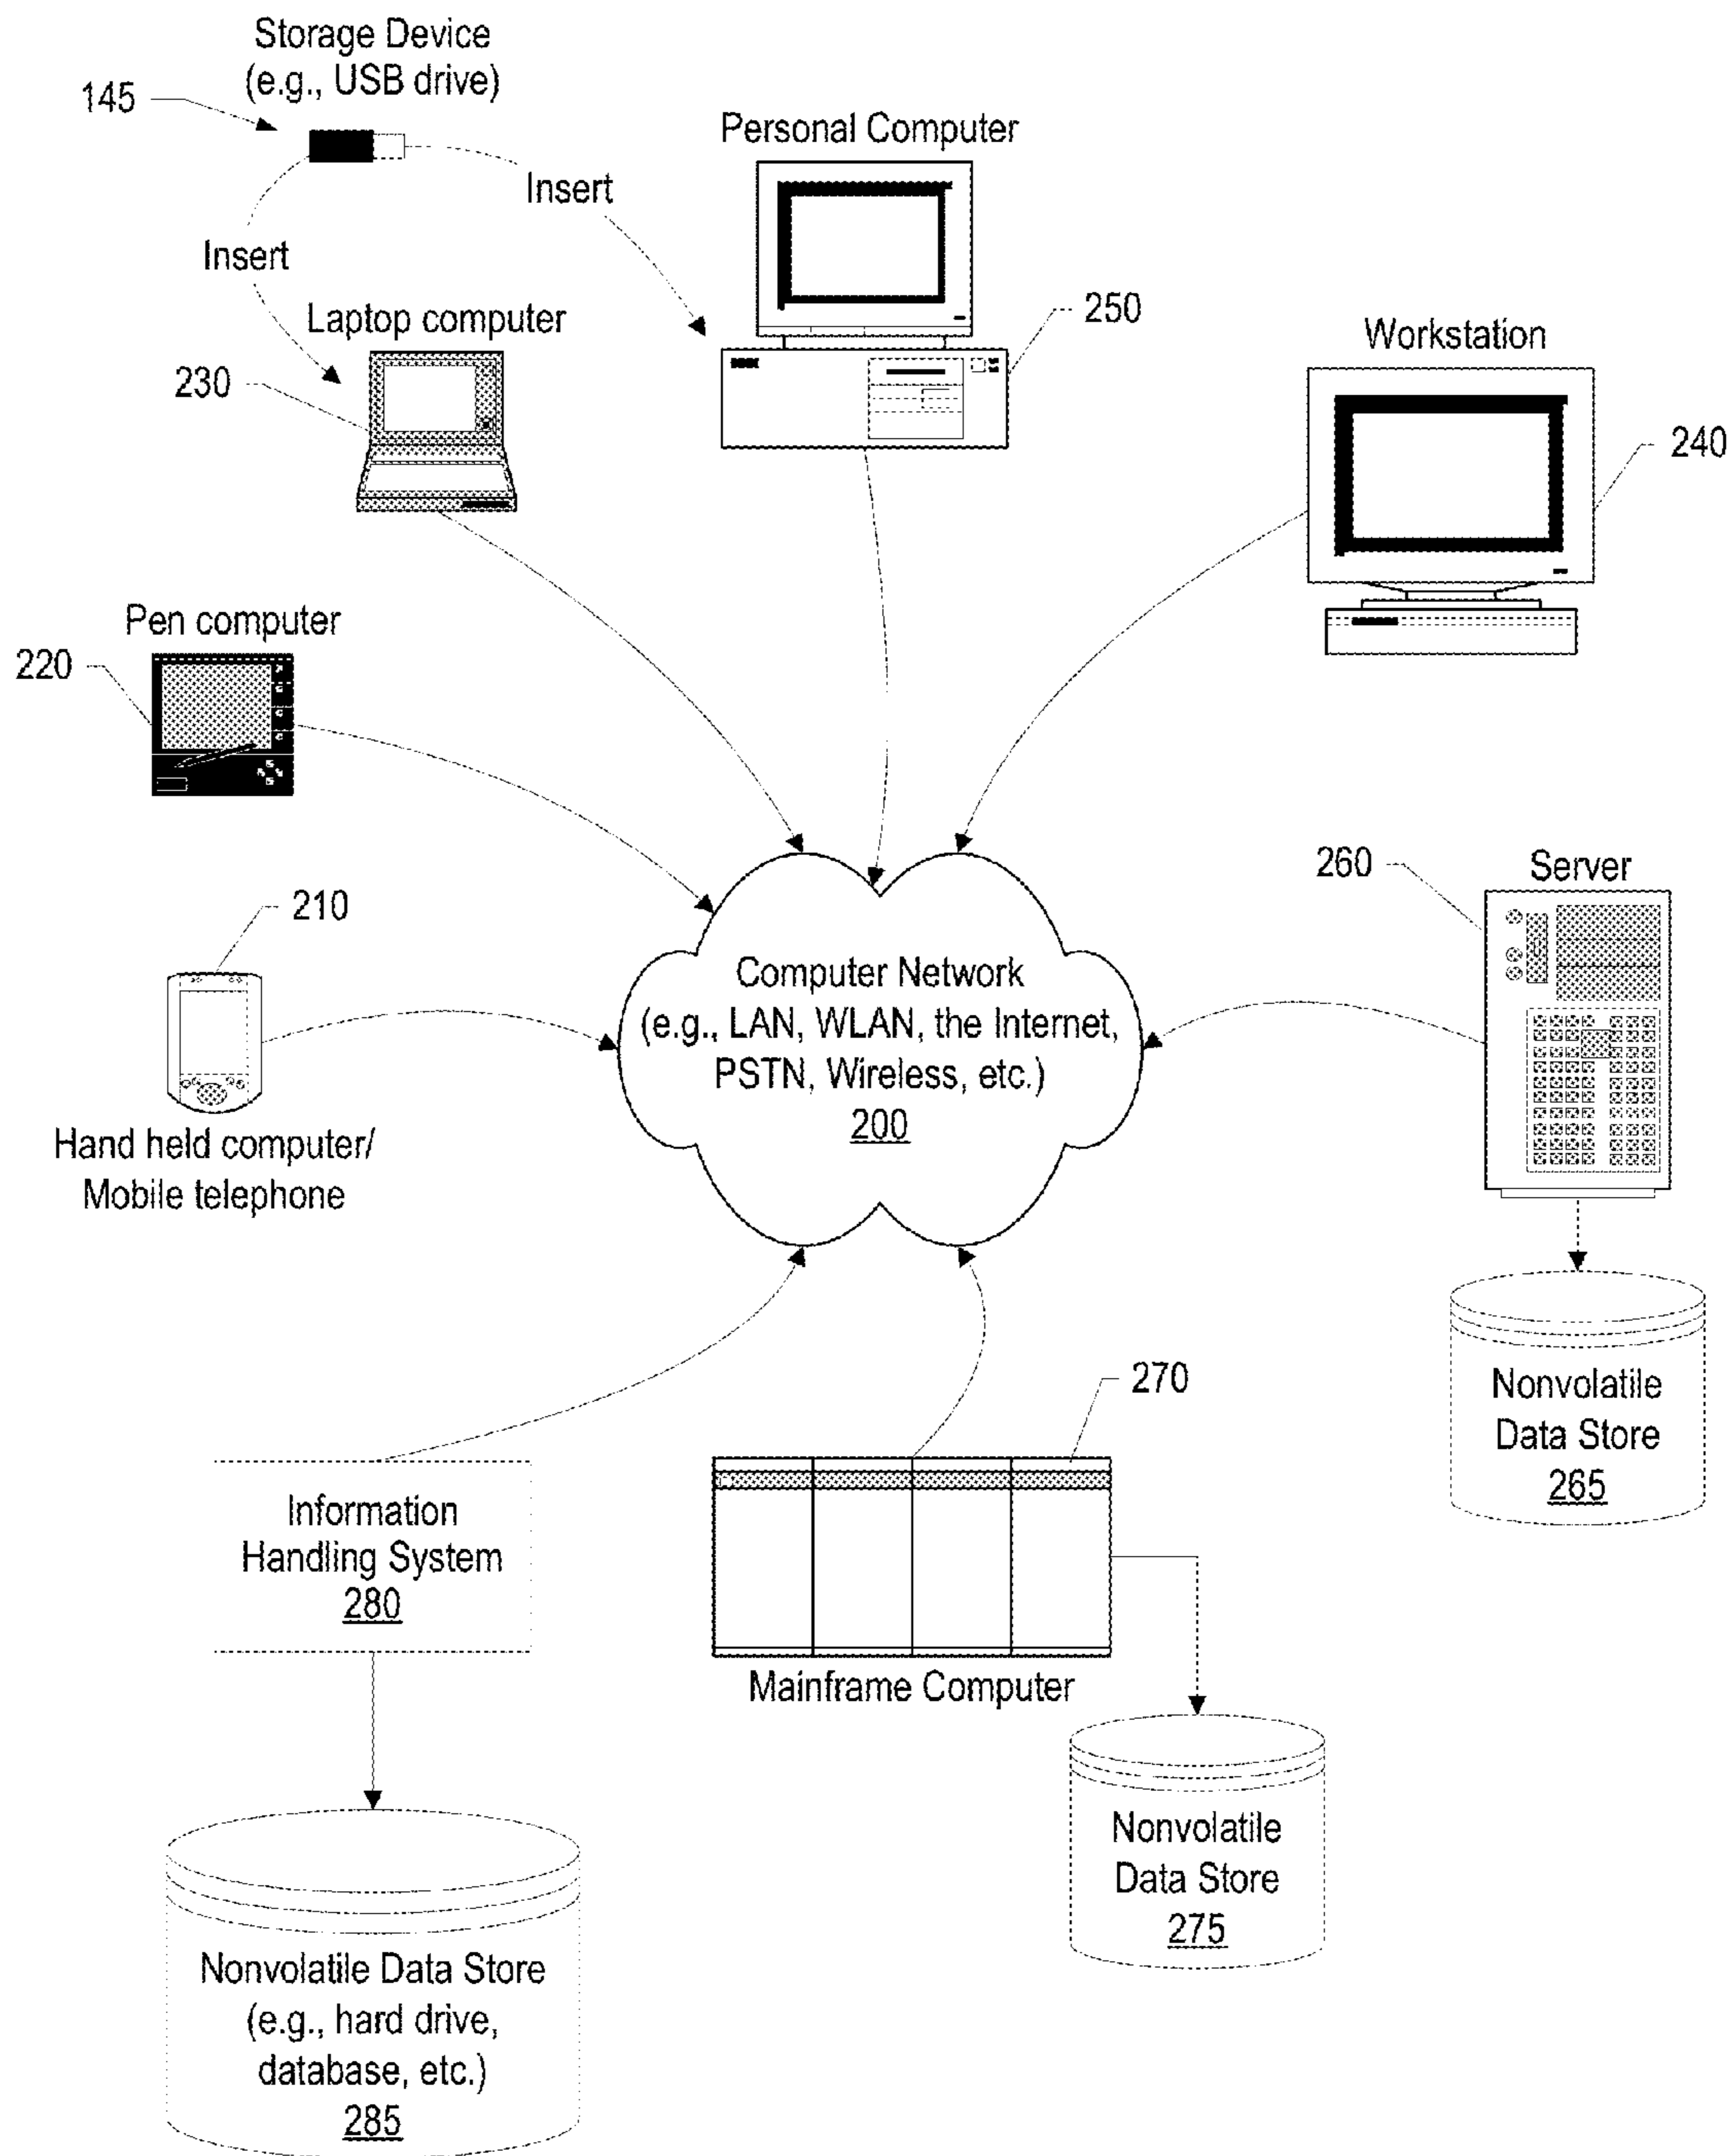 Storage Device
(e.g., USB drive)
145
Personal Computer
Insert
Insert
Laptop computer
250
Workstation
230
240
Pen computer
220
260
Server
210
Computer Network
(e.g., LAN, WLAN, the Internet,
PSTN, Wireless, etc.)
200
Hand held computer/
Mobile telephone
270
Nonvolatile
Data Store
265
Information
Handling System
280
Mainframe Computer
Nonvolatile
Data Store
275
Nonvolatile Data Store
(e.g., hard drive,
database, etc.)
285